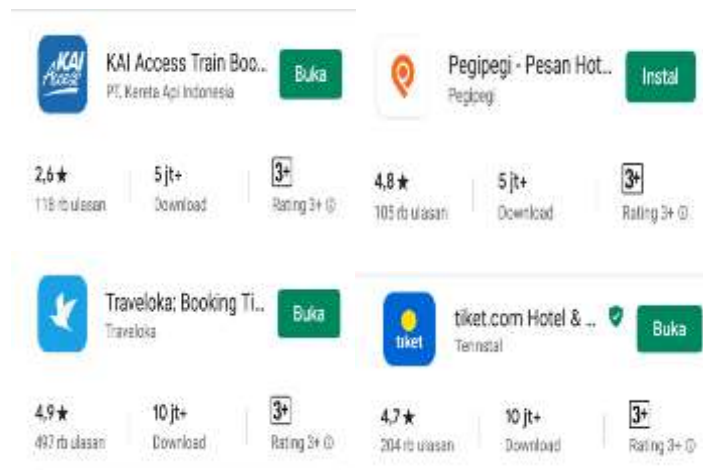 KAI Access
KAI Access Train Boo...
PT. Kereta Api Indonesia
Buka
2,6★
118 rb ulasan
5 jt+
Download
3+
Rating 3+ ⓘ
Pegipegi - Pesan Hot...
Pegipegi
Instal
4,8★
105 rb ulasan
5 jt+
Download
3+
Rating 3+ ⓘ
Traveloka: Booking Ti...
Traveloka
Buka
4,9★
497 rb ulasan
10 jt+
Download
3+
Rating 3+ ⓘ
tiket
tiket.com Hotel & ...
Terinstal
Buka
4,7★
204 rb ulasan
10 jt+
Download
3+
Rating 3+ ⓘ